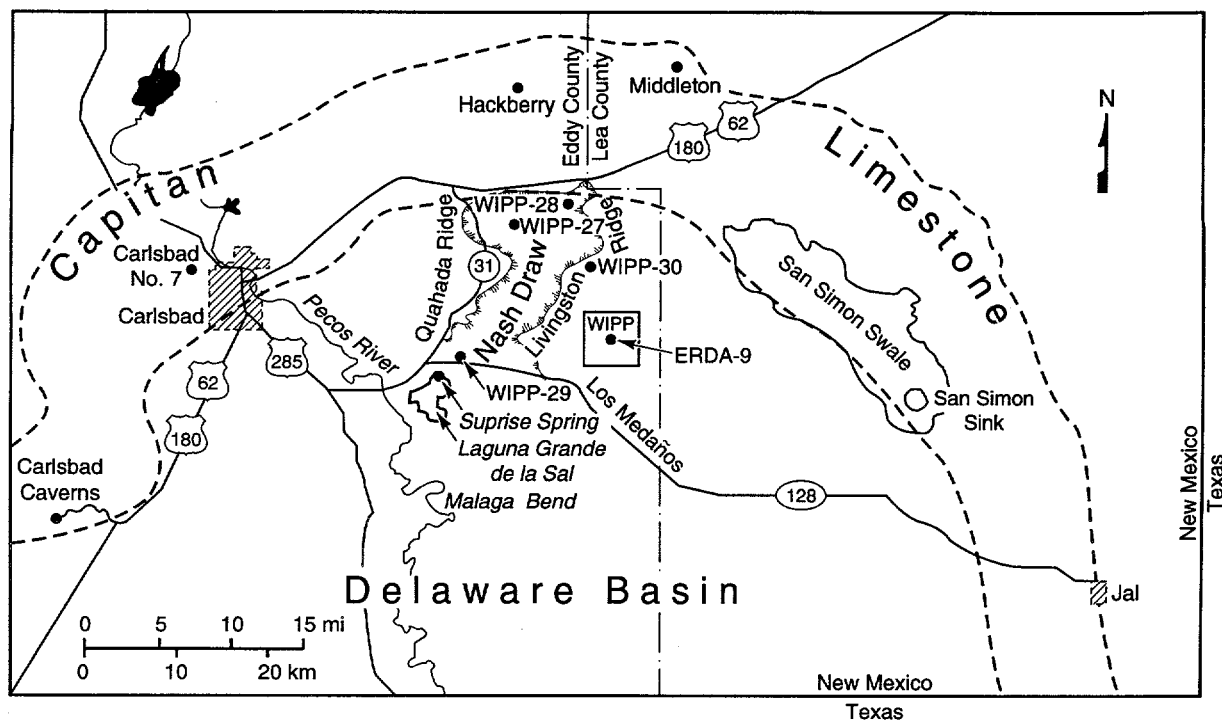 Eddy County
Lea County
Hackberry
Middleton
62
180
N
Capitan
Limestone
WIPP-28
WIPP-27
Ridge
Livingston
WIPP-30
Quahada Ridge
31
Nash Draw
Carlsbad
No. 7
Carlsbad
Pecos River
WIPP
ERDA-9
San Simon
Swale
San Simon
Sink
285
62
180
WIPP-29
Suprise Spring
Laguna Grande
de la Sal
Malaga Bend
Los Medaños
128
Carlsbad
Caverns
New Mexico
Texas
Delaware Basin
Jal
0 5 10 15 mi
0 10 20 km
New Mexico
Texas